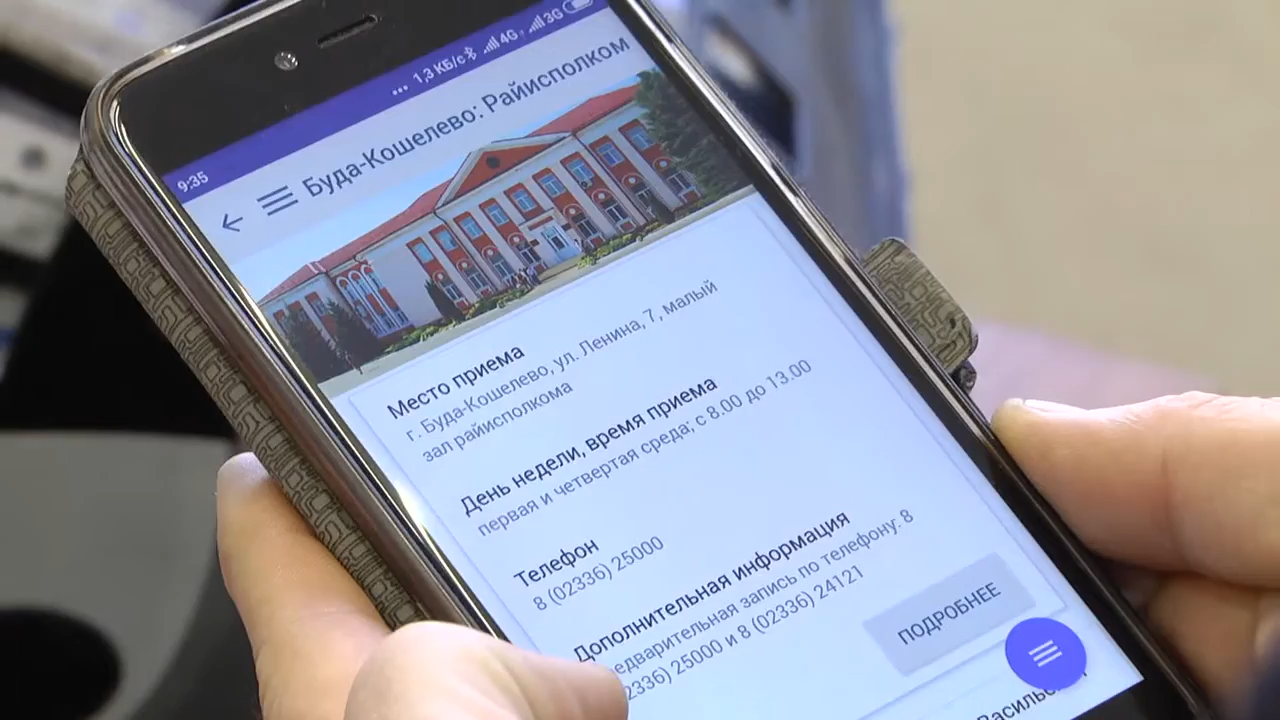 1,3 КБ/с 4G 3G
9:35
Буда-Кошелево: Райисполком
Место приема
г. Буда-Кошелево, ул. Ленина, 7, малый
зал райисполкома
День недели, время приема
первая и четвертая среда; с 8.00 до 13.00
Телефон
8 (02336) 25000
Дополнительная информация
едварительная запись по телефону. 8
2336) 25000 и 8 (02336) 24121
ПОДРОБНЕЕ